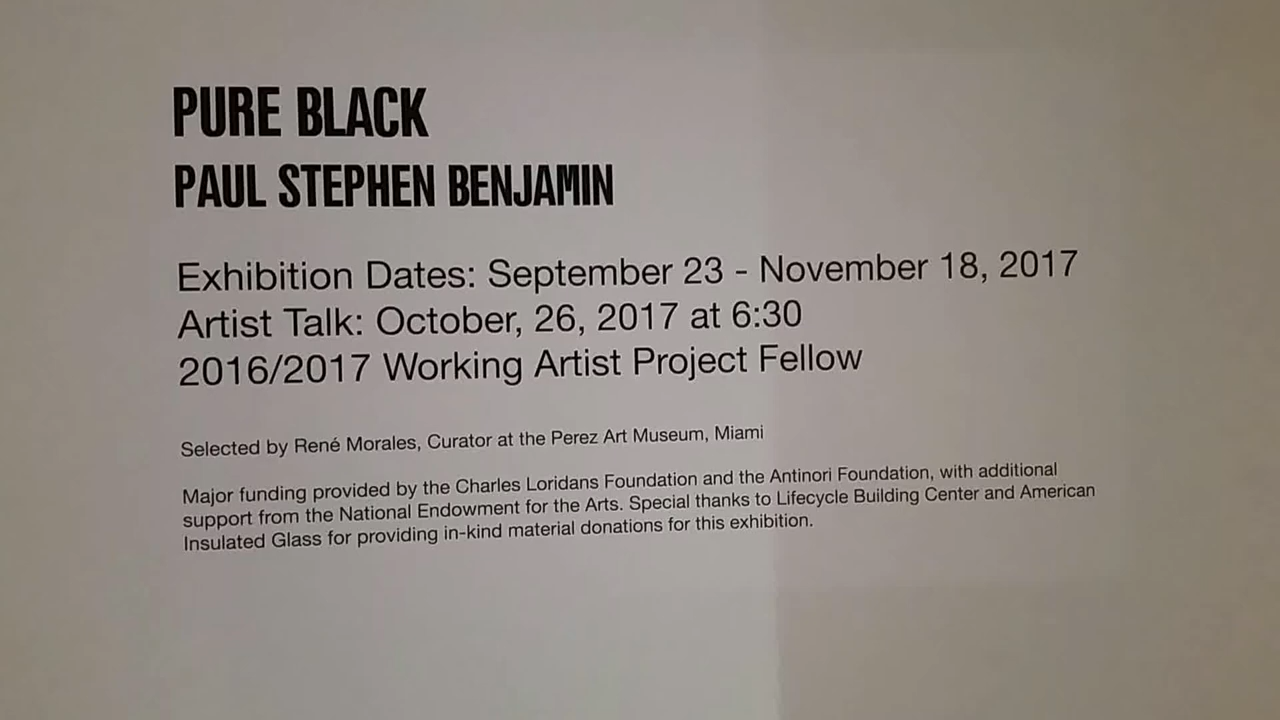 PURE BLACK
PAUL STEPHEN BENJAMIN
Exhibition Dates: September 23 - November 18, 2017
Artist Talk: October, 26, 2017 at 6:30
2016/2017 Working Artist Project Fellow
Selected by René Morales, Curator at the Perez Art Museum, Miami
Major funding provided by the Charles Loridans Foundation and the Antinori Foundation, with additional
support from the National Endowment for the Arts. Special thanks to Lifecycle Building Center and American
Insulated Glass for providing in-kind material donations for this exhibition.